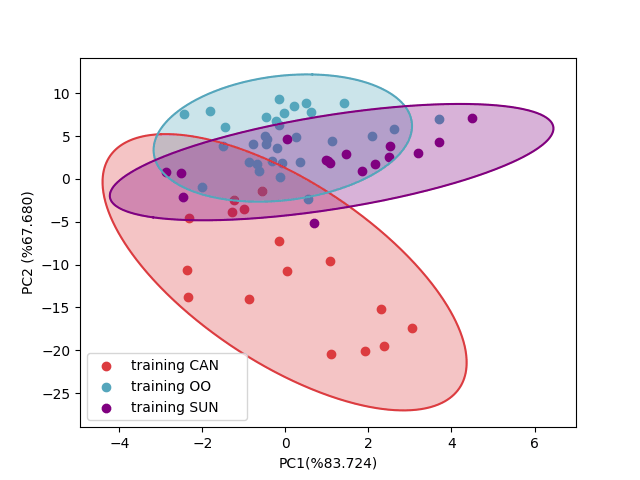 10
5
0
−5
−10
−15
−20
−25
PC2 (%67.680)
training CAN
training OO
training SUN
−4 −2 0 2 4 6
PC1(%83.724)